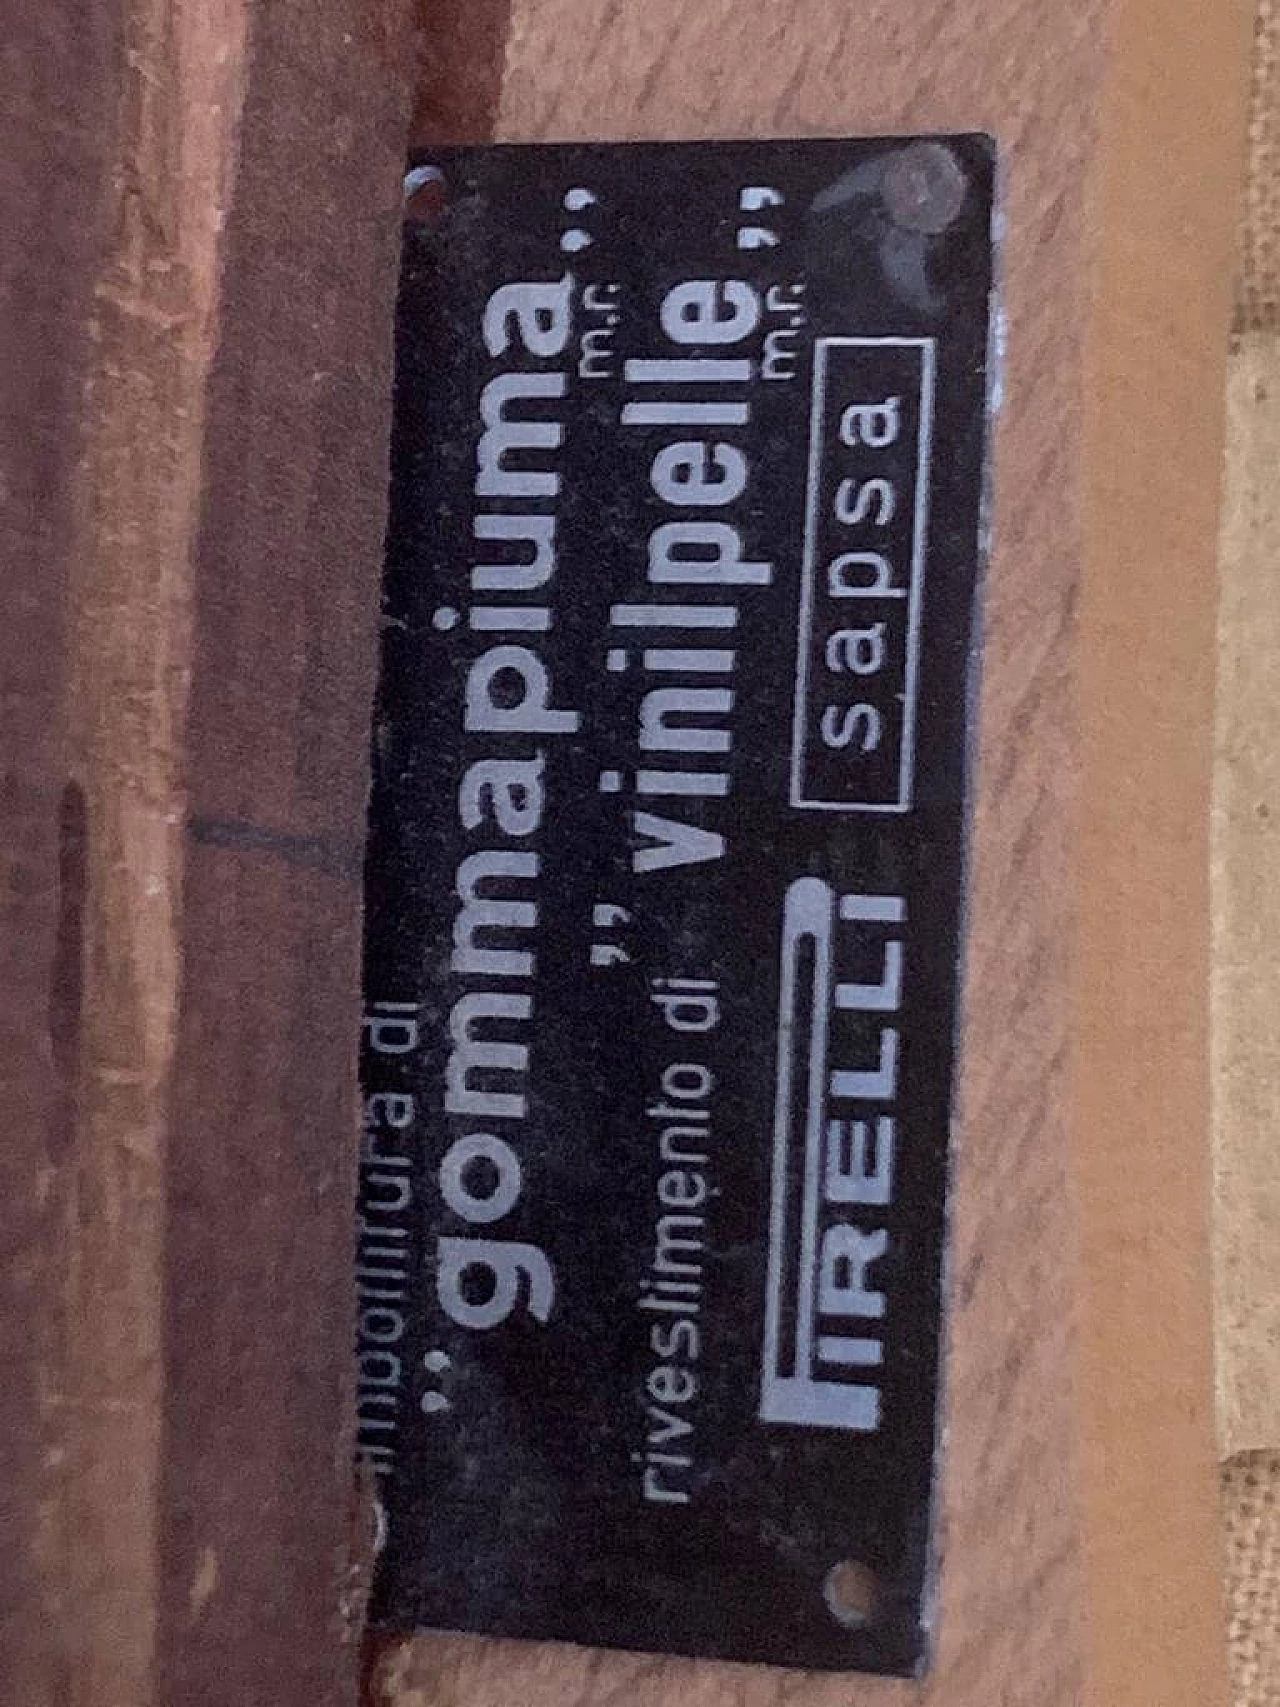 imbottitura di
"gommapiuma"
m.r.
rivestimento di "vinilpelle"
m.r.
PIRELLI sapsa